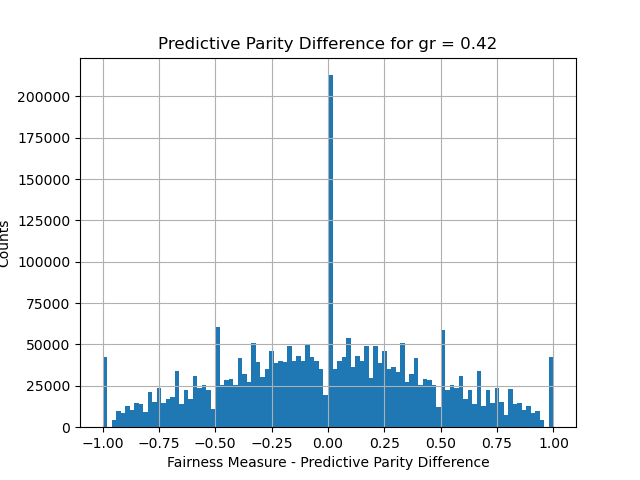 Predictive Parity Difference for gr = 0.42
200000
175000
150000
125000
100000
75000
50000
25000
0
Counts
−1.00 −0.75 −0.50 −0.25 0.00 0.25 0.50 0.75 1.00
Fairness Measure - Predictive Parity Difference